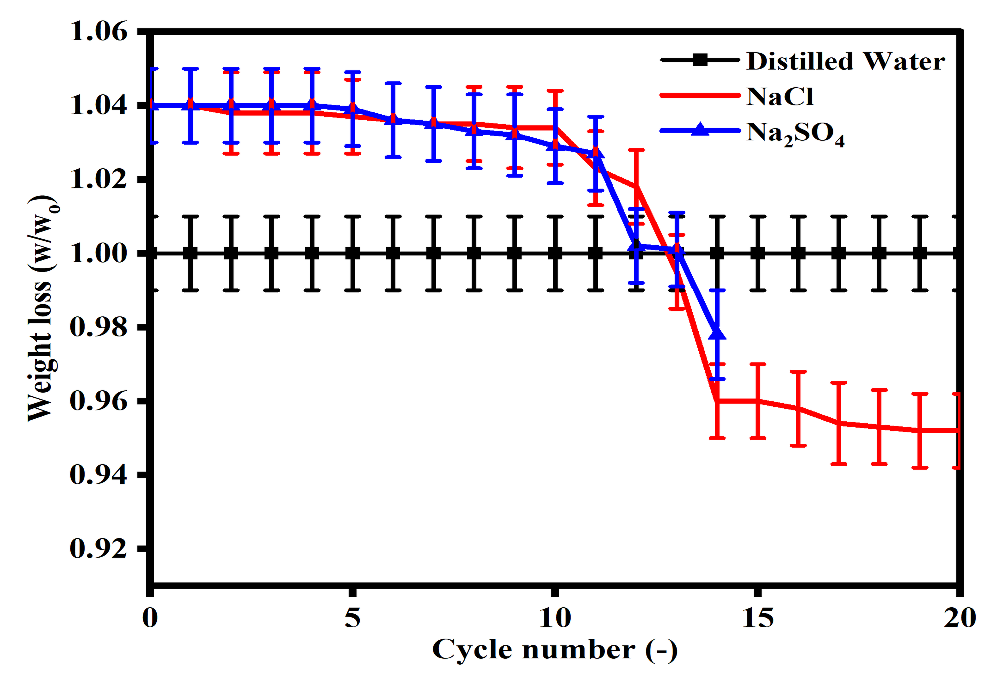 1.06
1.04
1.02
1.00
0.98
0.96
0.94
0.92
Weight loss (w/w₀)
Distilled Water
NaCl
Na₂SO₄
0 5 10 15 20
Cycle number (-)